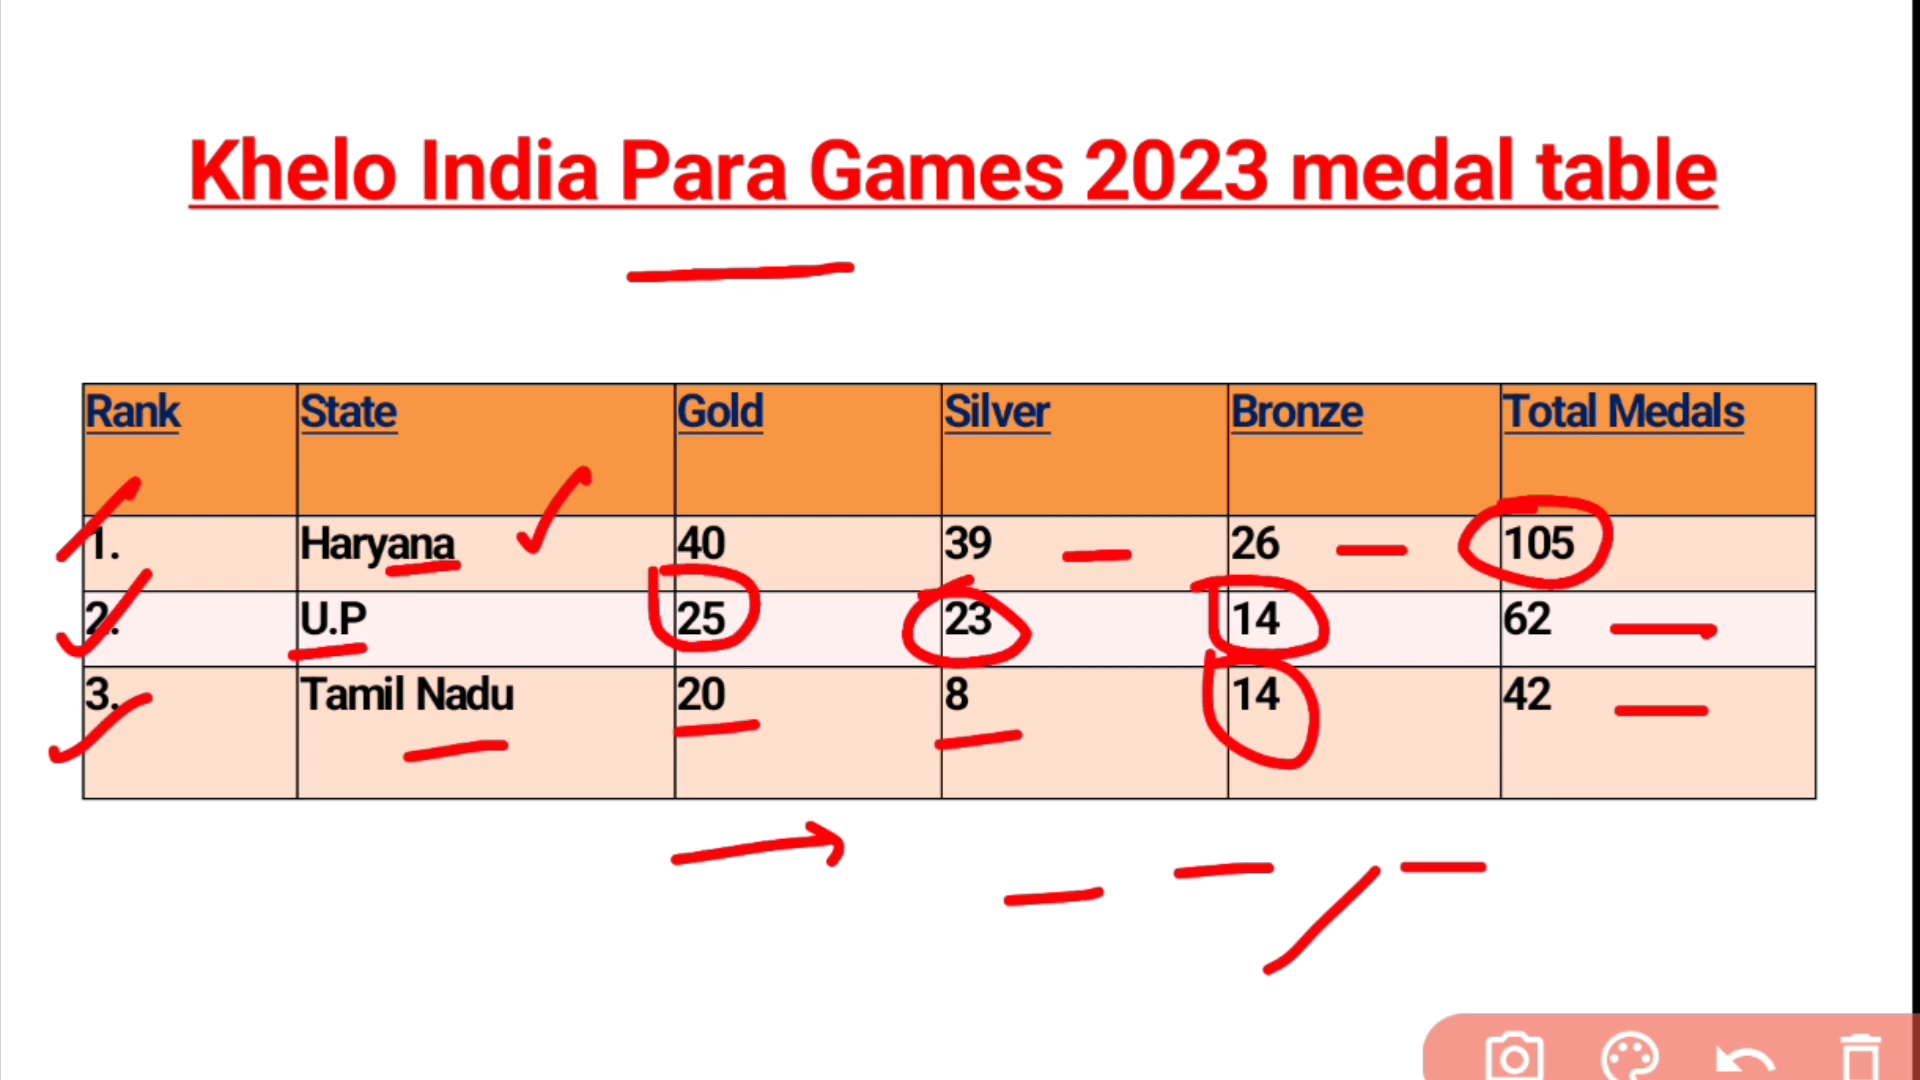 Khelo India Para Games 2023 medal table
Rank State Gold Silver Bronze Total Medals
1. Haryana 40 39 26 105
2. U.P 25 23 14 62
3. Tamil Nadu 20 8 14 42